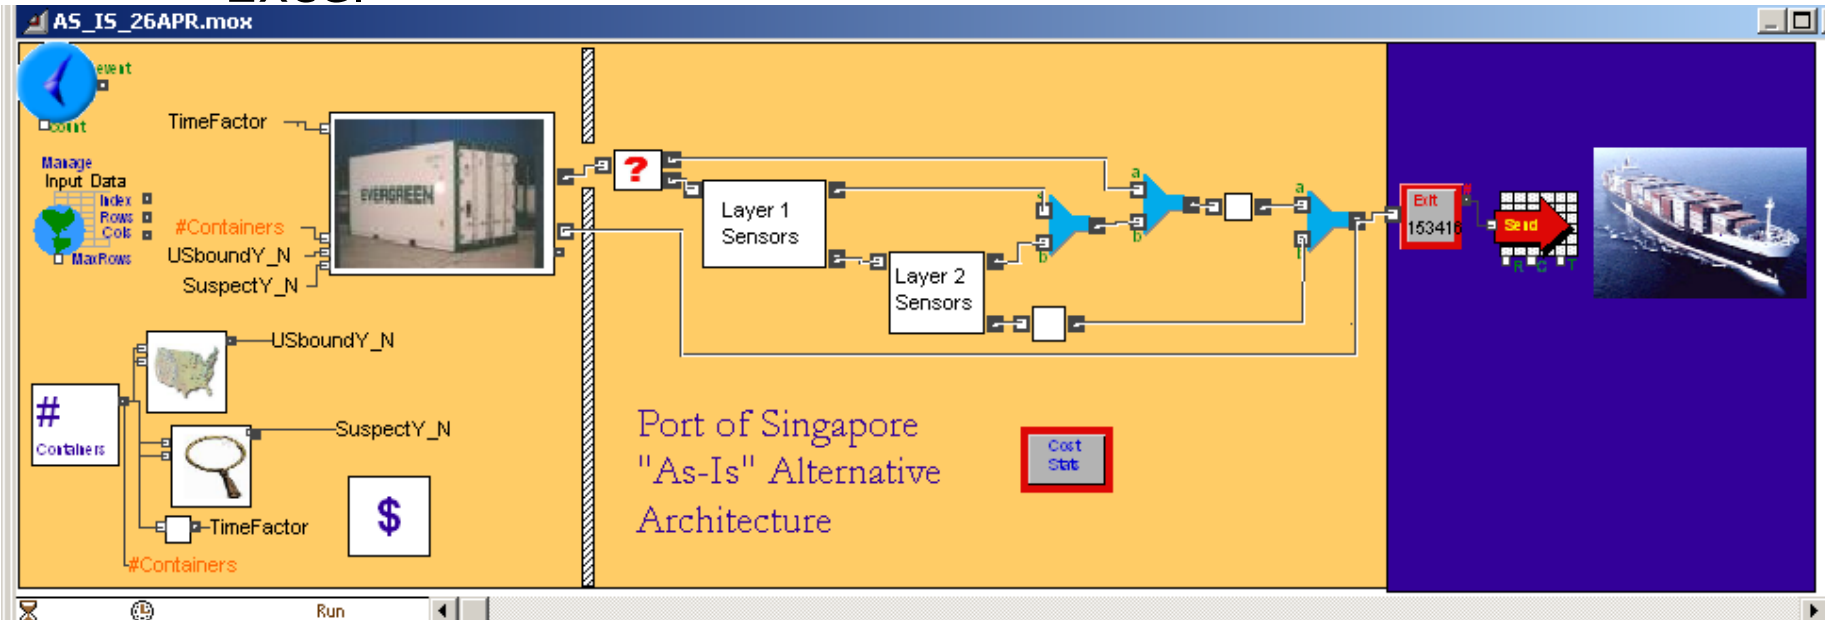 AS_IS_26APR.mox
event
count
TimeFactor
Manage
Input Data
Index
Rows
Cols
MaxRows
#Containers
USboundY_N
SuspectY_N
EVERGREEN
?
Layer 1
Sensors
Layer 2
Sensors
a
b
b
a
b
a
Exit
#
153416
Send
R C T
USboundY_N
#
Containers
SuspectY_N
TimeFactor
#Containers
$
Port of Singapore
"As-Is" Alternative
Architecture
Cost
Stats
Run